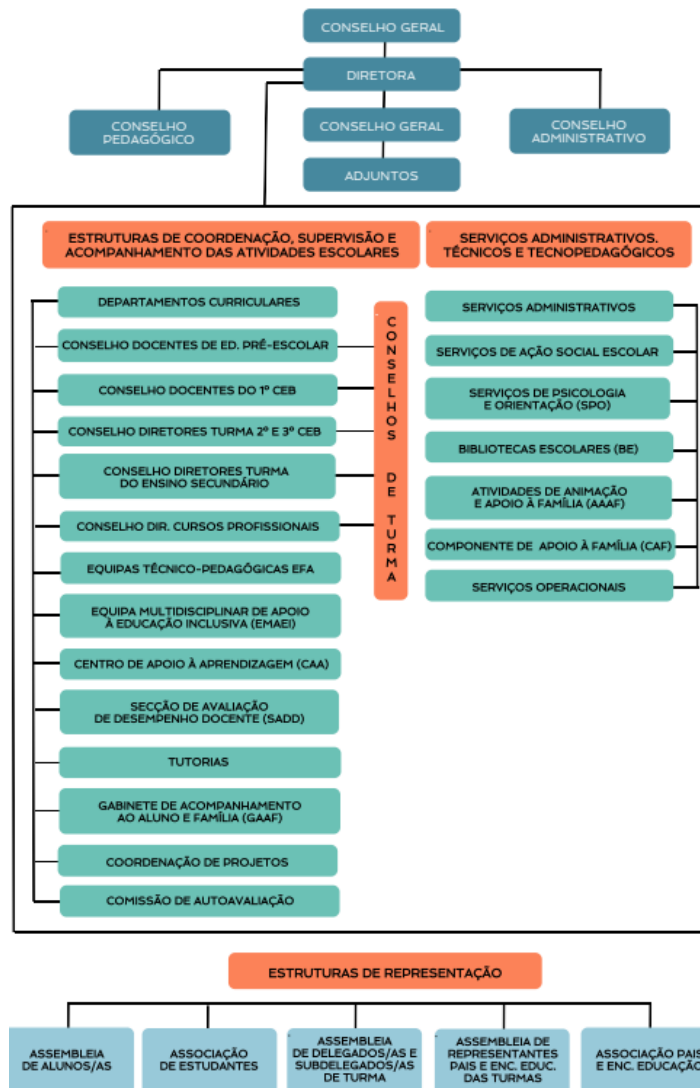 CONSELHO GERAL
DIRETORA
CONSELHO
PEDAGÓGICO
CONSELHO GERAL
CONSELHO
ADMINISTRATIVO
ADJUNTOS
ESTRUTURAS DE COORDENAÇÃO, SUPERVISÃO E
ACOMPANHAMENTO DAS ATIVIDADES ESCOLARES
DEPARTAMENTOS CURRICULARES
CONSELHO DOCENTES DE ED. PRÉ-ESCOLAR
CONSELHO DOCENTES DO 1º CEB
CONSELHO DIRETORES TURMA 2º E 3º CEB
CONSELHO DIRETORES TURMA
DO ENSINO SECUNDÁRIO
CONSELHO DIR. CURSOS PROFISSIONAIS
EQUIPAS TÉCNICO-PEDAGÓGICAS EFA
EQUIPA MULTIDISCIPLINAR DE APOIO
À EDUCAÇÃO INCLUSIVA (EMAEI)
CENTRO DE APOIO À APRENDIZAGEM (CAA)
SECÇÃO DE AVALIAÇÃO
DE DESEMPENHO DOCENTE (SADD)
TUTORIAS
GABINETE DE ACOMPANHAMENTO
AO ALUNO E FAMÍLIA (GAAF)
COORDENAÇÃO DE PROJETOS
COMISSÃO DE AUTOAVALIAÇÃO
CONSELHOS DE TURMA
SERVIÇOS ADMINISTRATIVOS.
TÉCNICOS E TECNOPEDAGÓGICOS
SERVIÇOS ADMINISTRATIVOS
SERVIÇOS DE AÇÃO SOCIAL ESCOLAR
SERVIÇOS DE PSICOLOGIA
E ORIENTAÇÃO (SPO)
BIBLIOTECAS ESCOLARES (BE)
ATIVIDADES DE ANIMAÇÃO
E APOIO À FAMÍLIA (AAAF)
COMPONENTE DE APOIO À FAMÍLIA (CAF)
SERVIÇOS OPERACIONAIS
ESTRUTURAS DE REPRESENTAÇÃO
ASSEMBLEIA
DE ALUNOS/AS
ASSOCIAÇÃO
DE ESTUDANTES
ASSEMBLEIA
DE DELEGADOS/AS E
SUBDELEGADOS/AS
DE TURMA
ASSEMBLEIA DE
REPRESENTANTES
PAIS E ENC. EDUC.
DAS TURMAS
ASSOCIAÇÃO PAIS
E ENC. EDUCAÇÃO